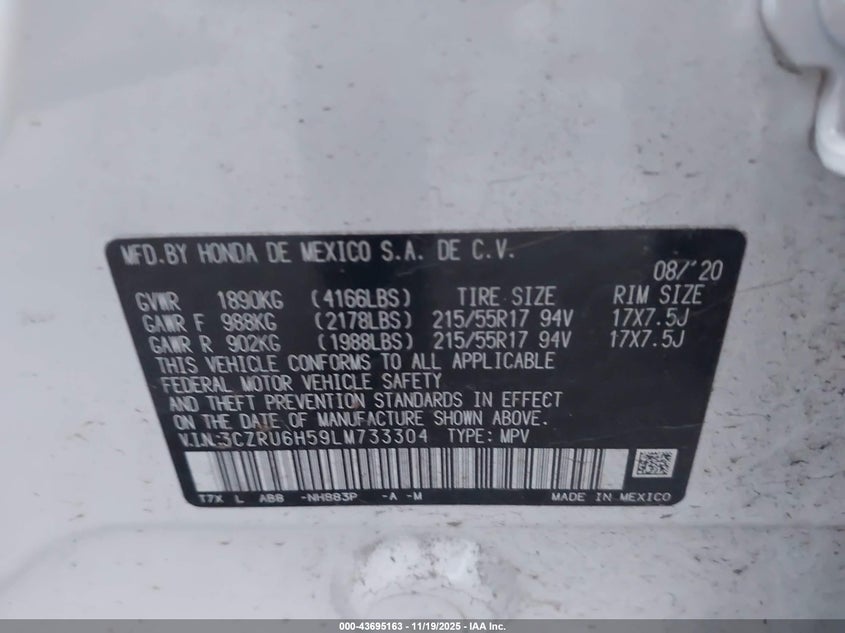 MFD.BY HONDA DE MEXICO S.A. DE C.V.
08/'20
GVWR 1890KG (4166LBS) TIRE SIZE RIM SIZE
GAWR F 988KG (2178LBS) 215/55R17 94V 17X7.5J
GAWR R 902KG (1988LBS) 215/55R17 94V 17X7.5J
THIS VEHICLE CONFORMS TO ALL APPLICABLE
FEDERAL MOTOR VEHICLE SAFETY
AND THEFT PREVENTION STANDARDS IN EFFECT
ON THE DATE OF MANUFACTURE SHOWN ABOVE.
V.I.N:3CZRU6H59LM733304 TYPE: MPV
T7X L ABB -NH883P -A -M MADE IN MEXICO
000-43695163 - 11/19/2025 - © IAA Inc.